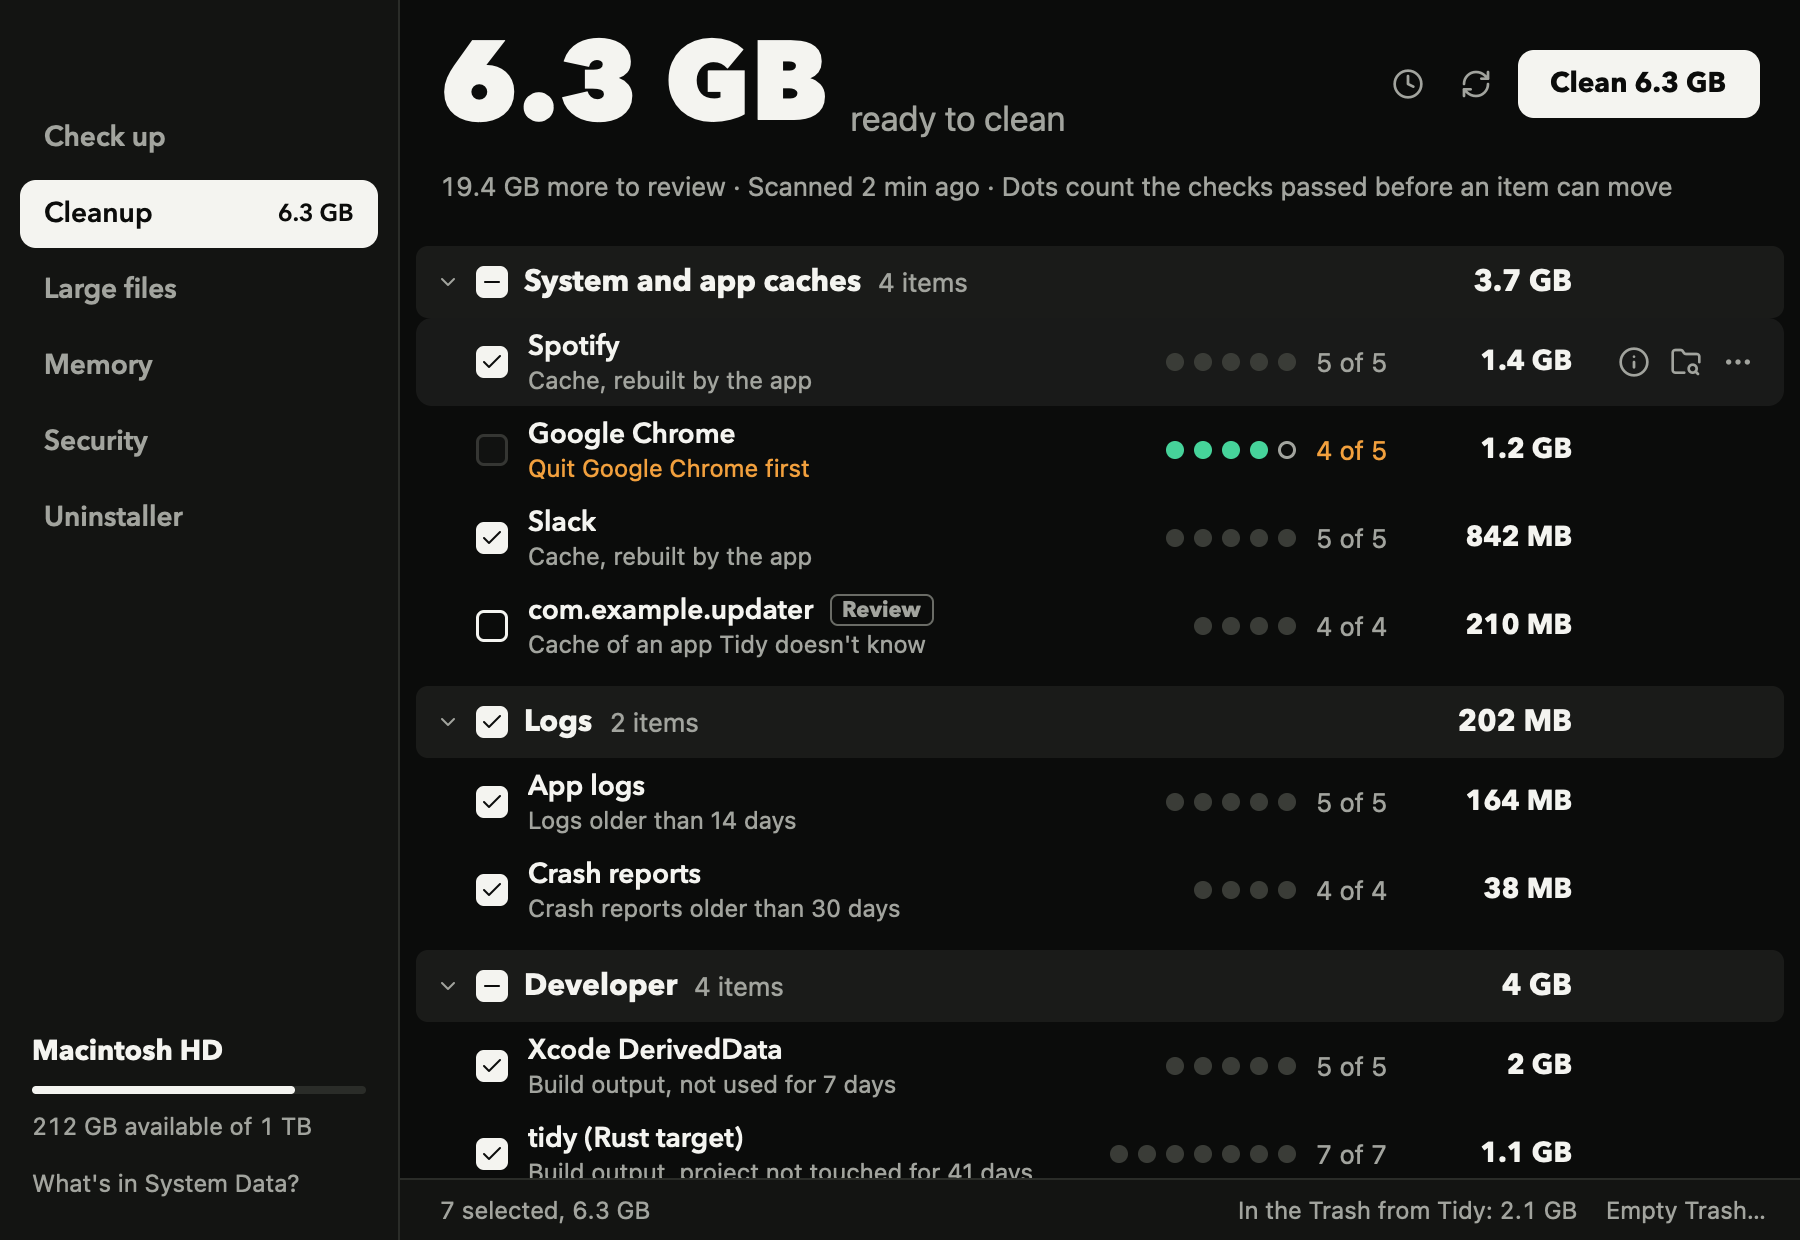 Check up
Cleanup 6.3 GB
Large files
Memory
Security
Uninstaller
Macintosh HD
212 GB available of 1 TB
What's in System Data?
6.3 GB ready to clean
Clean 6.3 GB
19.4 GB more to review · Scanned 2 min ago · Dots count the checks passed before an item can move
System and app caches 4 items 3.7 GB
Spotify
Cache, rebuilt by the app
5 of 5 1.4 GB
Google Chrome
Quit Google Chrome first
4 of 5 1.2 GB
Slack
Cache, rebuilt by the app
5 of 5 842 MB
com.example.updater Review
Cache of an app Tidy doesn't know
4 of 4 210 MB
Logs 2 items 202 MB
App logs
Logs older than 14 days
5 of 5 164 MB
Crash reports
Crash reports older than 30 days
4 of 4 38 MB
Developer 4 items 4 GB
Xcode DerivedData
Build output, not used for 7 days
5 of 5 2 GB
tidy (Rust target)
Build output, project not touched for 41 days
7 of 7 1.1 GB
7 selected, 6.3 GB
In the Trash from Tidy: 2.1 GB Empty Trash...